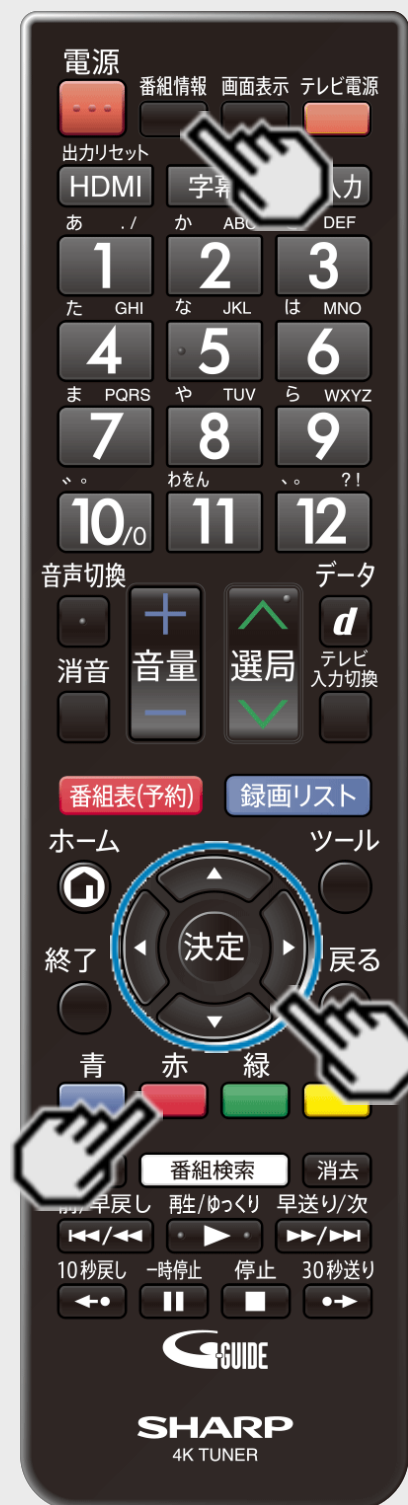 電源
番組情報 画面表示 テレビ電源
出力リセット
HDMI 字幕 入力
あ ./ か ABC DEF
1 2 3
た GHI な JKL は MNO
4 5 6
ま PQRS や TUV ら WXYZ
7 8 9
゛゜ わをん 、。 ?!
10/0 11 12
音声切換 データ
音量 選局 d
消音 テレビ
入力切換
番組表(予約) 録画リスト
ホーム ツール
決定
終了 戻る
青 赤 緑
番組検索 消去
前/早戻し 再生/ゆっくり 早送り/次
10秒戻し 一時停止 停止 30秒送り
G-GUIDE
SHARP
4K TUNER